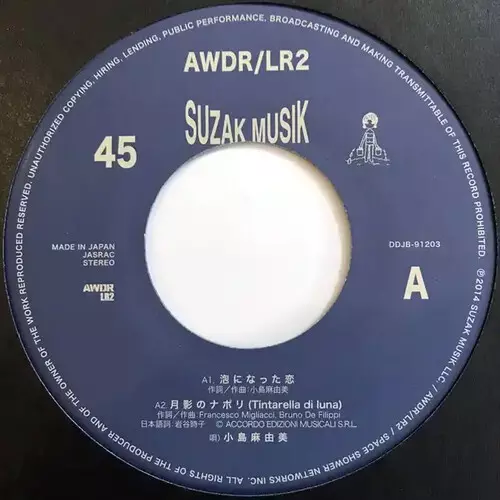 ALL RIGHTS OF THE PRODUCER AND OF THE OWNER OF THE WORK REPRODUCED RESERVED. UNAUTHORIZED COPYING, HIRING, LENDING, PUBLIC PERFORMANCE, BROADCASTING AND MAKING TRANSMITTABLE OF THIS RECORD PROHIBITED.
AWDR/LR2
SUZAK MUSIK
45
MADE IN JAPAN
JASRAC
STEREO
DDJB-91203
AWDR
LR2
A
A1. 泡になった恋
作詞／作曲:小島麻由美
A2. 月影のナポリ (Tintarella di luna)
作詞／作曲:Francesco Migliacci, Bruno De Filippi
日本語詞:岩谷時子 © ACCORDO EDIZIONI MUSICALI S.R.L.
唄）小島麻由美
℗2014 SUZAK MUSIK LLC. / AWDR/LR2 / SPACE SHOWER NETWORKS INC.